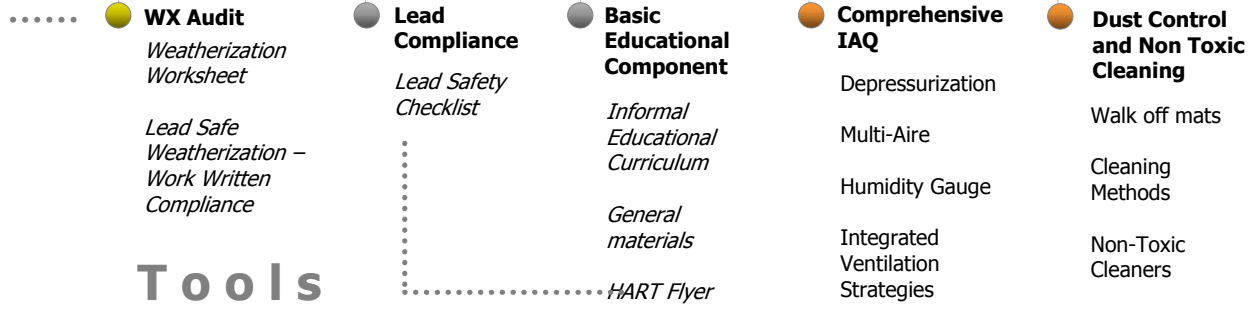 WX Audit
Weatherization
Worksheet
Lead Safe
Weatherization –
Work Written
Compliance
Lead
Compliance
Lead Safety
Checklist
Basic
Educational
Component
Informal
Educational
Curriculum
General
materials
HART Flyer
Comprehensive
IAQ
Depressurization
Multi-Aire
Humidity Gauge
Integrated
Ventilation
Strategies
Dust Control
and Non Toxic
Cleaning
Walk off mats
Cleaning
Methods
Non-Toxic
Cleaners
Tools